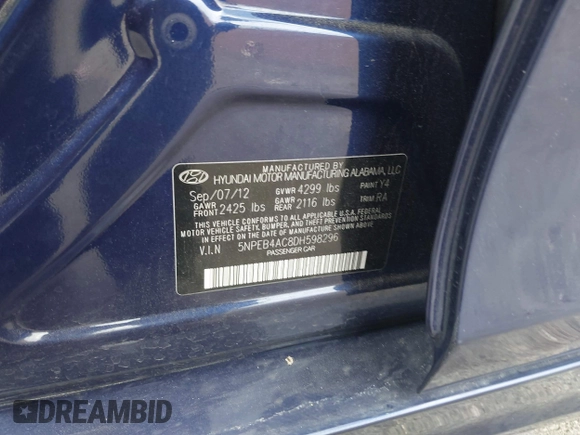 MANUFACTURED BY
HYUNDAI MOTOR MANUFACTURING ALABAMA, LLC
Sep/07/12 GVWR 4299 lbs PAINT Y4
GAWR FRONT 2425 lbs GAWR REAR 2116 lbs TRIM RA
THIS VEHICLE CONFORMS TO ALL APPLICABLE U.S.A. FEDERAL
MOTOR VEHICLE SAFETY, BUMPER, AND THEFT PREVENTION
STANDARDS IN EFFECT ON THE DATE OF MANUFACTURE SHOWN ABOVE
V.I.N 5NPEB4AC8DH598296
PASSENGER CAR
DREAMBID